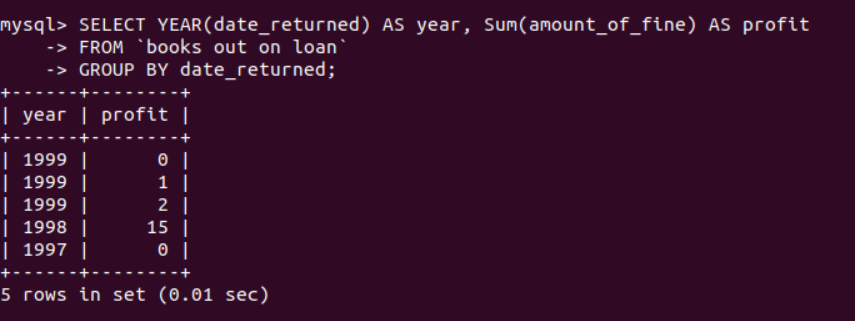 mysql> SELECT YEAR(date_returned) AS year, Sum(amount_of_fine) AS profit
    -> FROM `books out on loan`
    -> GROUP BY date_returned;
+------+--------+
| year | profit |
+------+--------+
| 1999 |      0 |
| 1999 |      1 |
| 1999 |      2 |
| 1998 |     15 |
| 1997 |      0 |
+------+--------+
5 rows in set (0.01 sec)